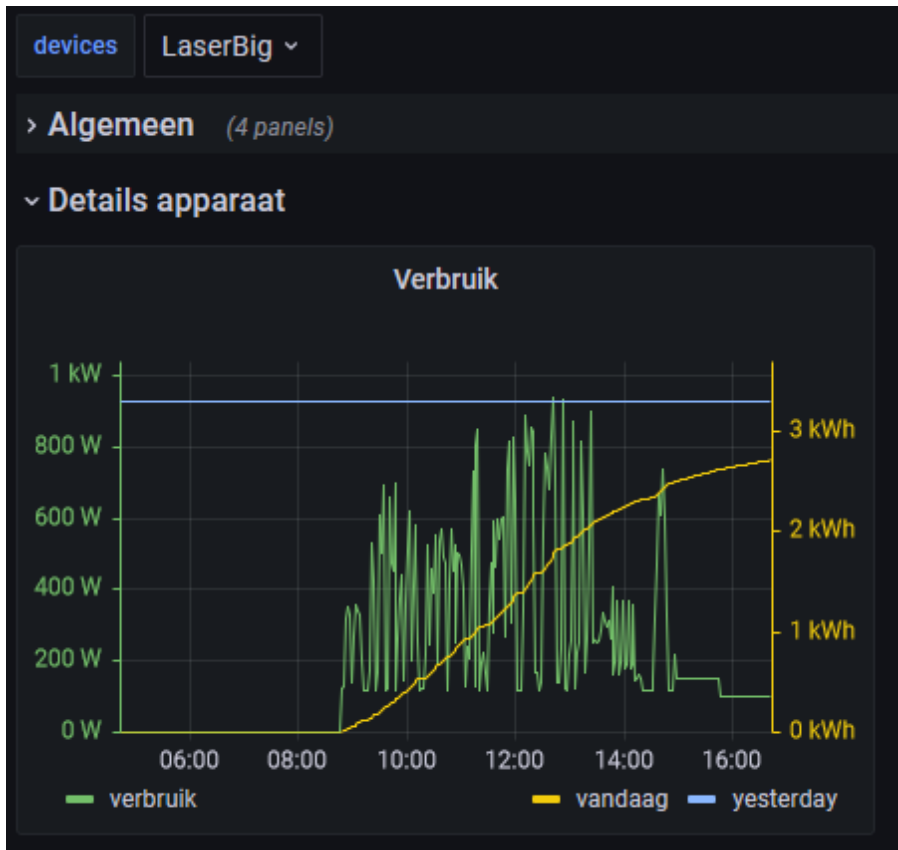 devices LaserBig
Algemeen (4 panels)
Details apparaat
Verbruik
1 kW
800 W
600 W
400 W
200 W
0 W
3 kWh
2 kWh
1 kWh
0 kWh
06:00 08:00 10:00 12:00 14:00 16:00
verbruik vandaag yesterday